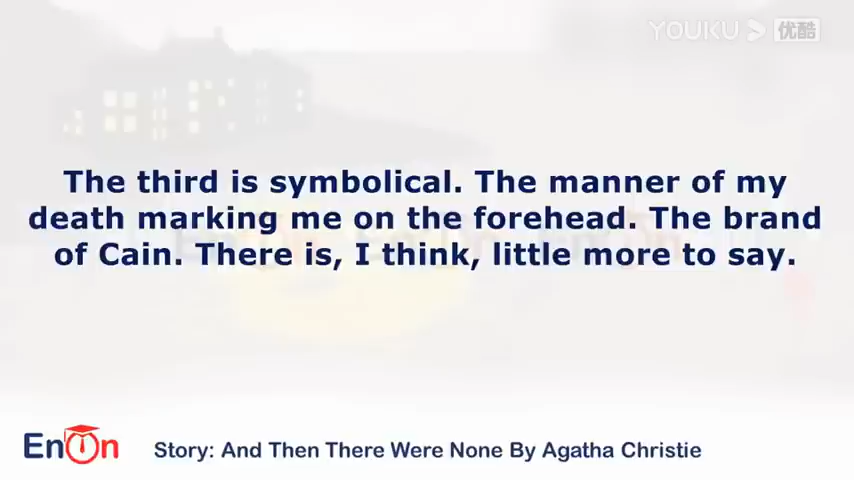 YOUKU 优酷
The third is symbolical. The manner of my
death marking me on the forehead. The brand
of Cain. There is, I think, little more to say.
EnOn
Story: And Then There Were None By Agatha Christie